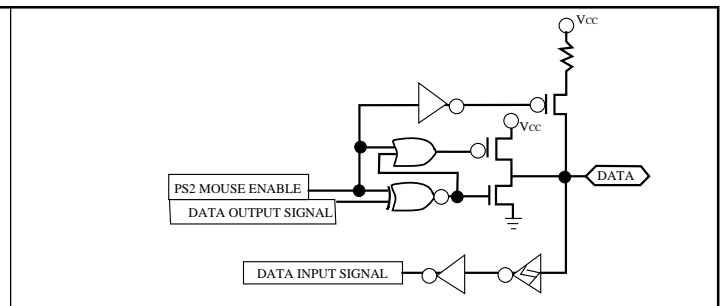 Vcc
Vcc
PS2 MOUSE ENABLE
DATA OUTPUT SIGNAL
DATA
DATA INPUT SIGNAL